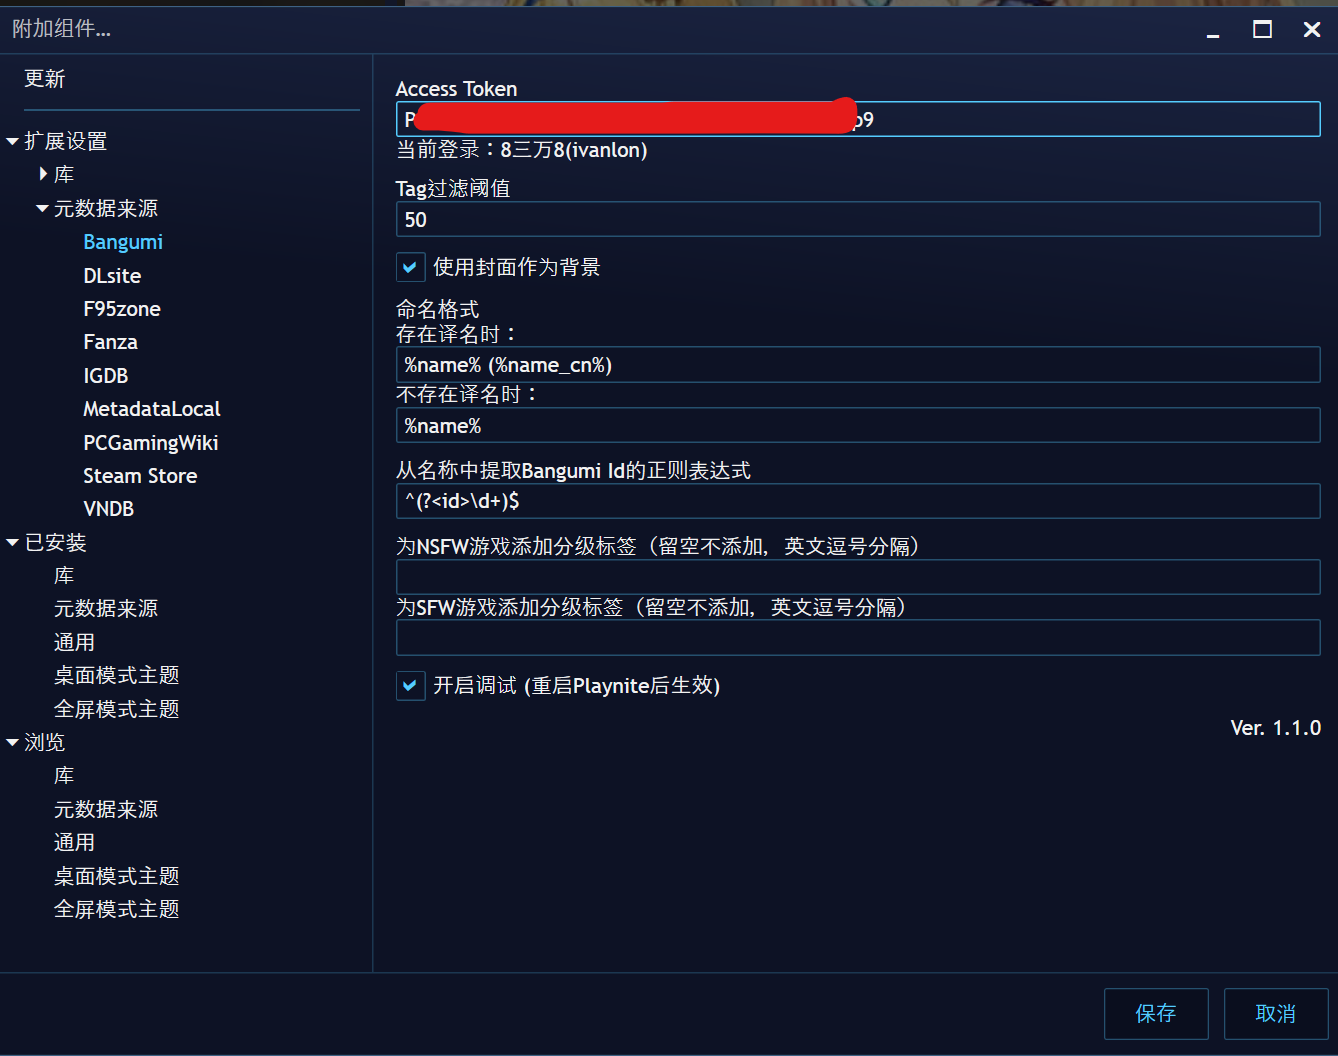 附加组件...
更新
扩展设置
库
元数据来源
Bangumi
DLsite
F95zone
Fanza
IGDB
MetadataLocal
PCGamingWiki
Steam Store
VNDB
已安装
库
元数据来源
通用
桌面模式主题
全屏模式主题
浏览
库
元数据来源
通用
桌面模式主题
全屏模式主题
Access Token
P p9
当前登录：8三万8(ivanlon)
Tag过滤阈值
50
使用封面作为背景
命名格式
存在译名时：
%name% (%name_cn%)
不存在译名时：
%name%
从名称中提取Bangumi Id的正则表达式
^(?<id>\d+)$
为NSFW游戏添加分级标签（留空不添加，英文逗号分隔）
为SFW游戏添加分级标签（留空不添加，英文逗号分隔）
开启调试 (重启Playnite后生效)
Ver. 1.1.0
保存
取消